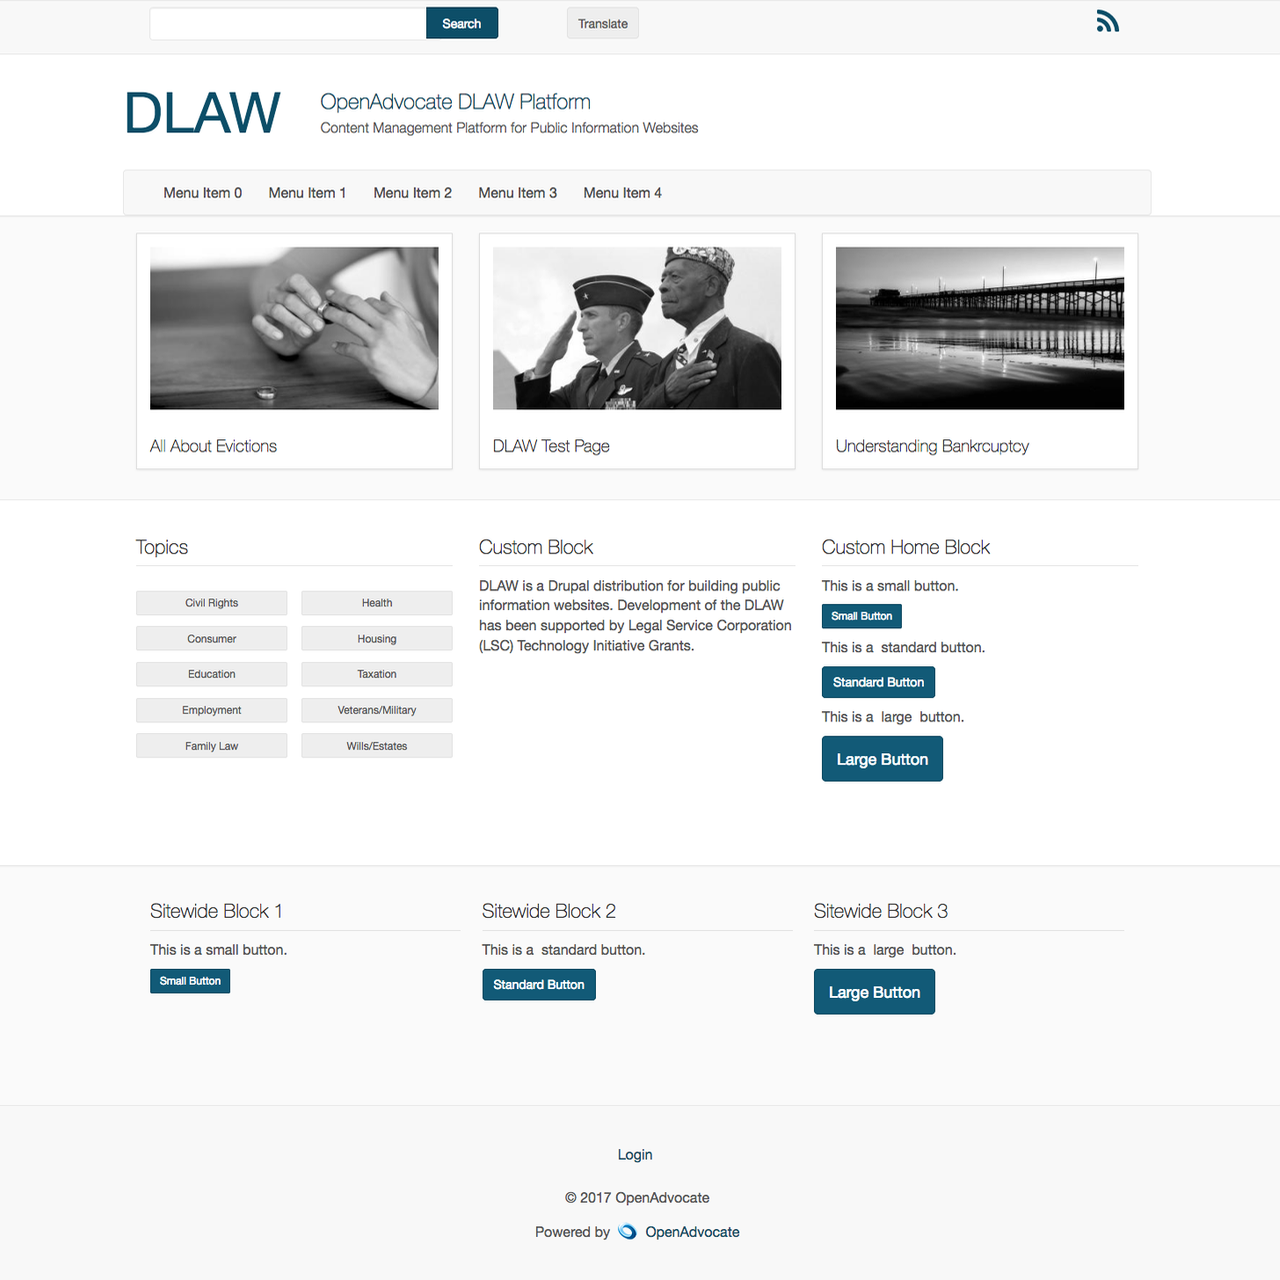 Search
Translate
DLAW
OpenAdvocate DLAW Platform
Content Management Platform for Public Information Websites
Menu Item 0
Menu Item 1
Menu Item 2
Menu Item 3
Menu Item 4
All About Evictions
DLAW Test Page
Understanding Bankrcuptcy
Topics
Civil Rights
Health
Consumer
Housing
Education
Taxation
Employment
Veterans/Military
Family Law
Wills/Estates
Custom Block
DLAW is a Drupal distribution for building public
information websites. Development of the DLAW
has been supported by Legal Service Corporation
(LSC) Technology Initiative Grants.
Custom Home Block
This is a small button.
Small Button
This is a standard button.
Standard Button
This is a large button.
Large Button
Sitewide Block 1
This is a small button.
Small Button
Sitewide Block 2
This is a standard button.
Standard Button
Sitewide Block 3
This is a large button.
Large Button
Login
© 2017 OpenAdvocate
Powered by OpenAdvocate